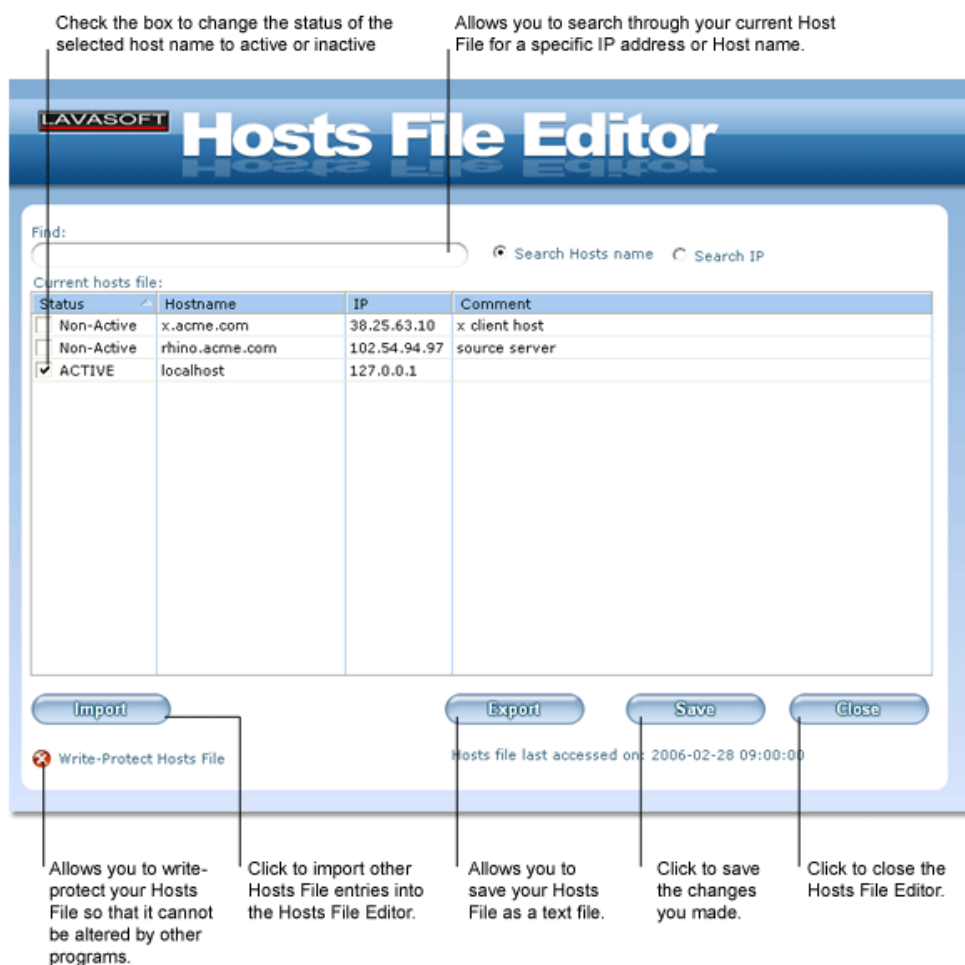 Check the box to change the status of the
selected host name to active or inactive
Allows you to search through your current Host
File for a specific IP address or Host name.
LAVASOFT
Hosts File Editor
Find:
Search Hosts name
Search IP
Current hosts file:
Status Hostname IP Comment
Non-Active x.acme.com 38.25.63.10 x client host
Non-Active rhino.acme.com 102.54.94.97 source server
ACTIVE localhost 127.0.0.1
Import Export Save Close
Write-Protect Hosts File
Hosts file last accessed on: 2006-02-28 09:00:00
Allows you to write-
protect your Hosts
File so that it cannot
be altered by other
programs.
Click to import other
Hosts File entries into
the Hosts File Editor.
Allows you to
save your Hosts
File as a text file.
Click to save
the changes
you made.
Click to close the
Hosts File Editor.